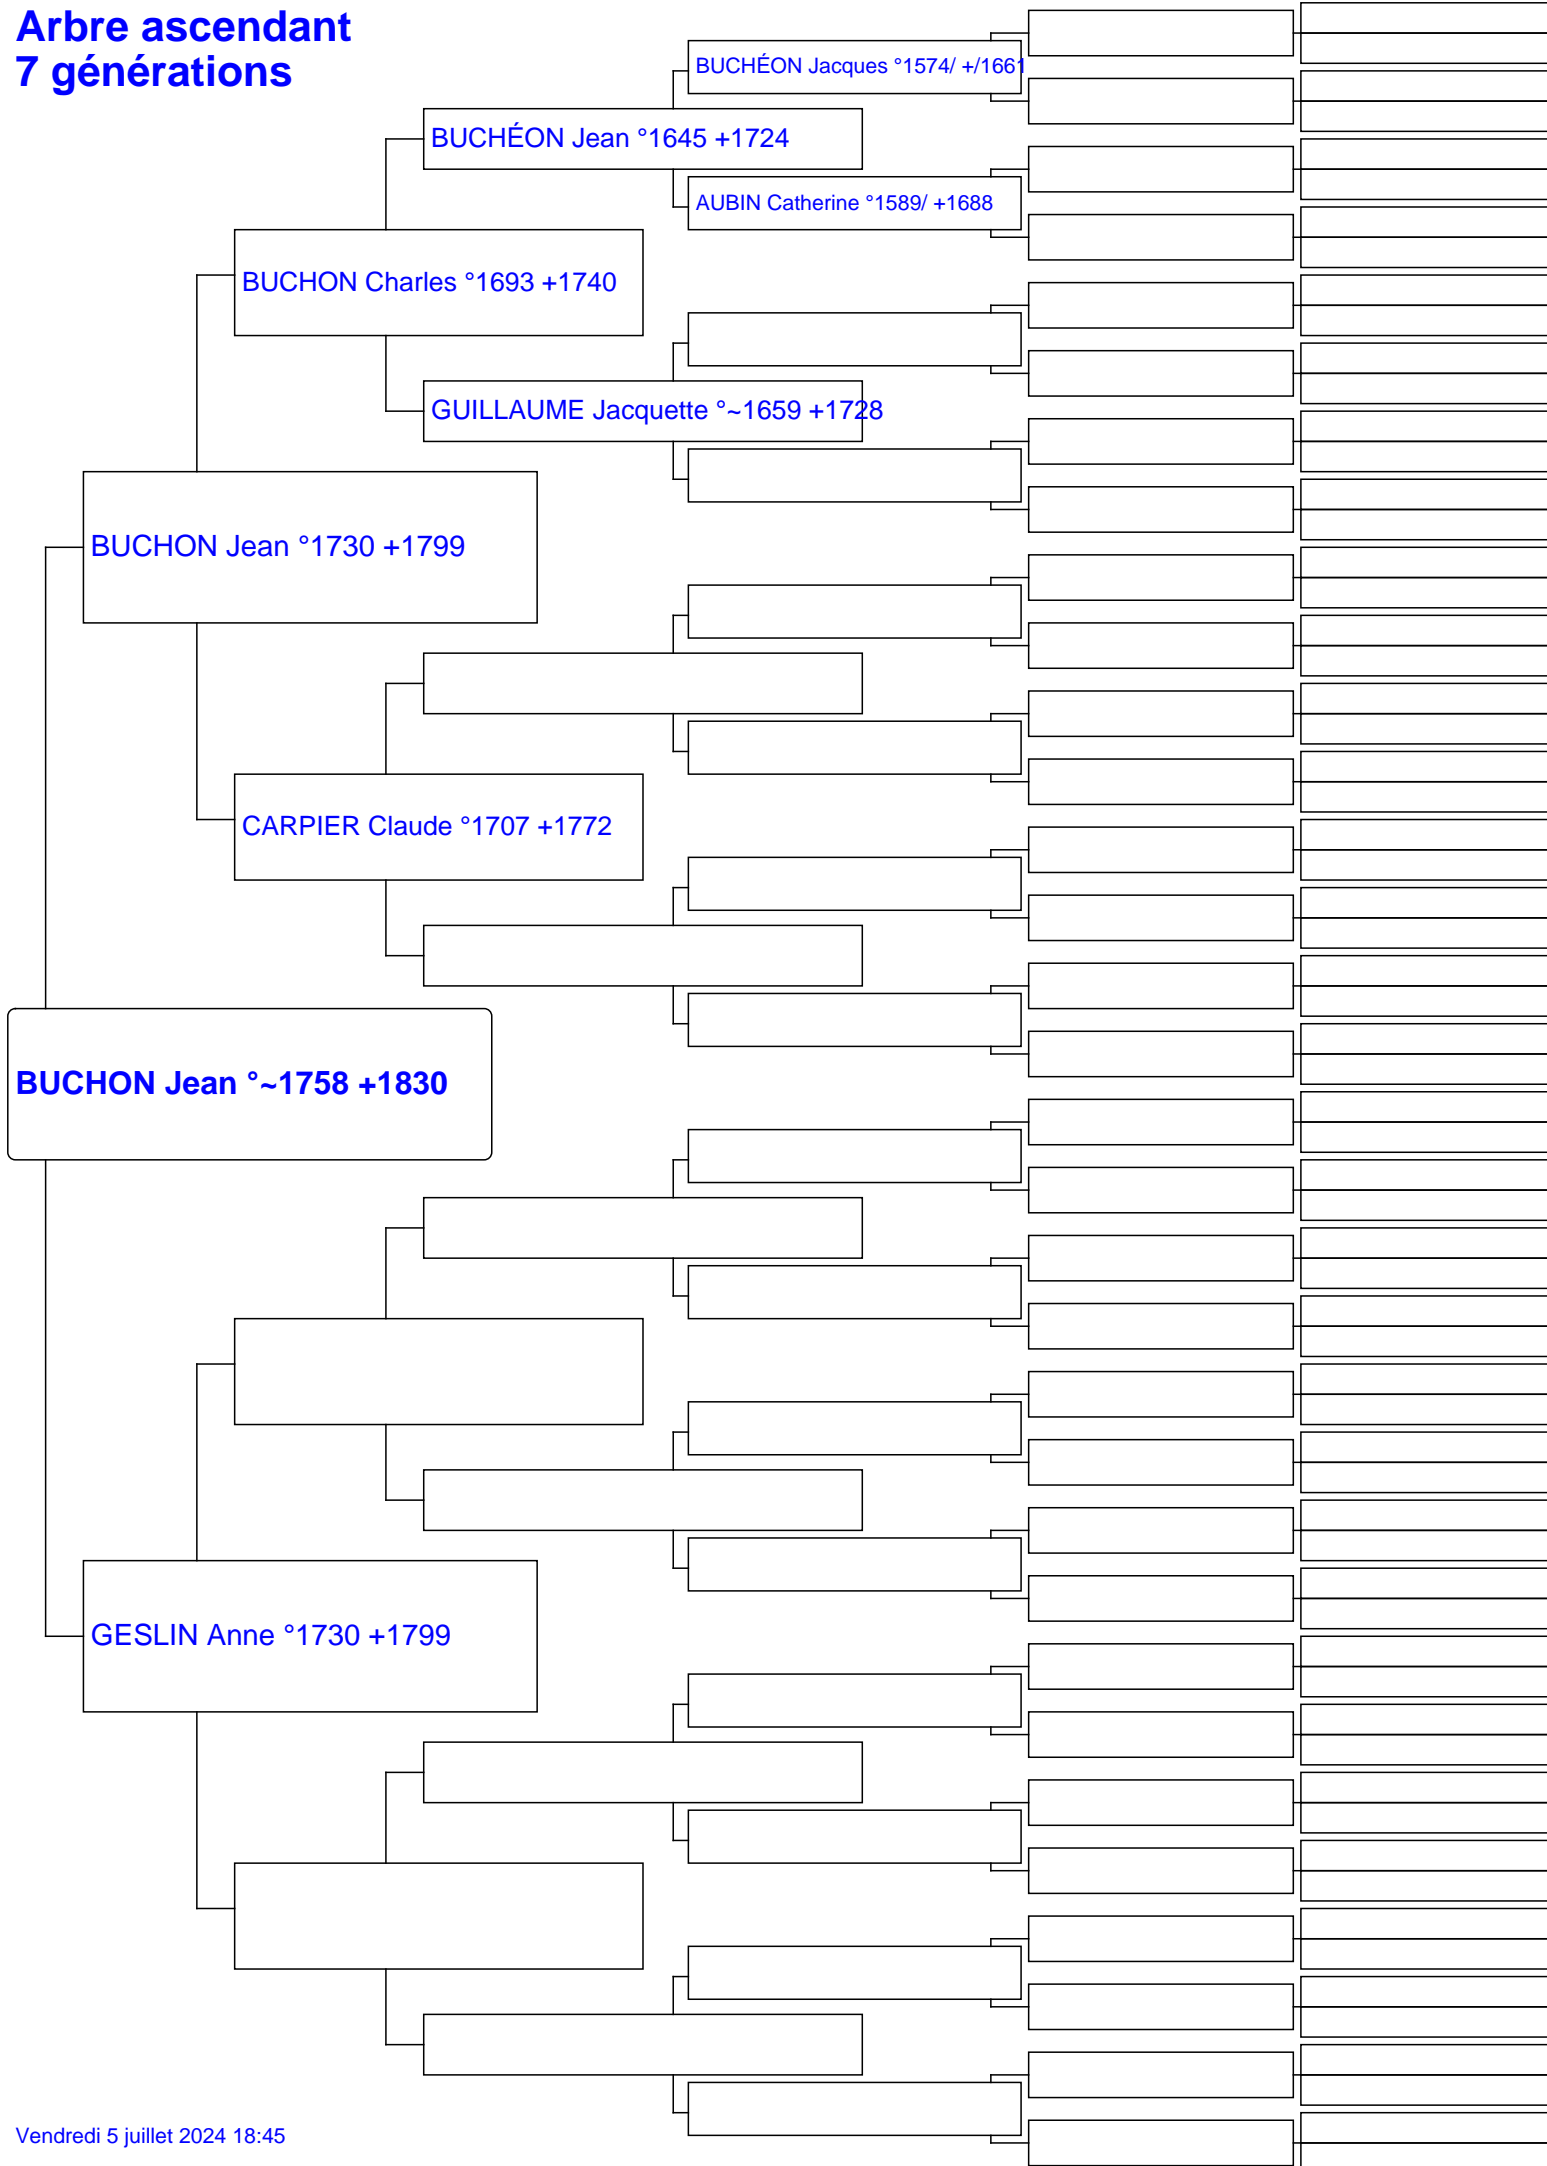 Arbre ascendant
7 générations
BUCHÉON Jacques °1574/ +/1661
BUCHÉON Jean °1645 +1724
AUBIN Catherine °1589/ +1688
BUCHON Charles °1693 +1740
GUILLAUME Jacquette °~1659 +1728
BUCHON Jean °1730 +1799
CARPIER Claude °1707 +1772
BUCHON Jean °~1758 +1830
GESLIN Anne °1730 +1799
Vendredi 5 juillet 2024 18:45